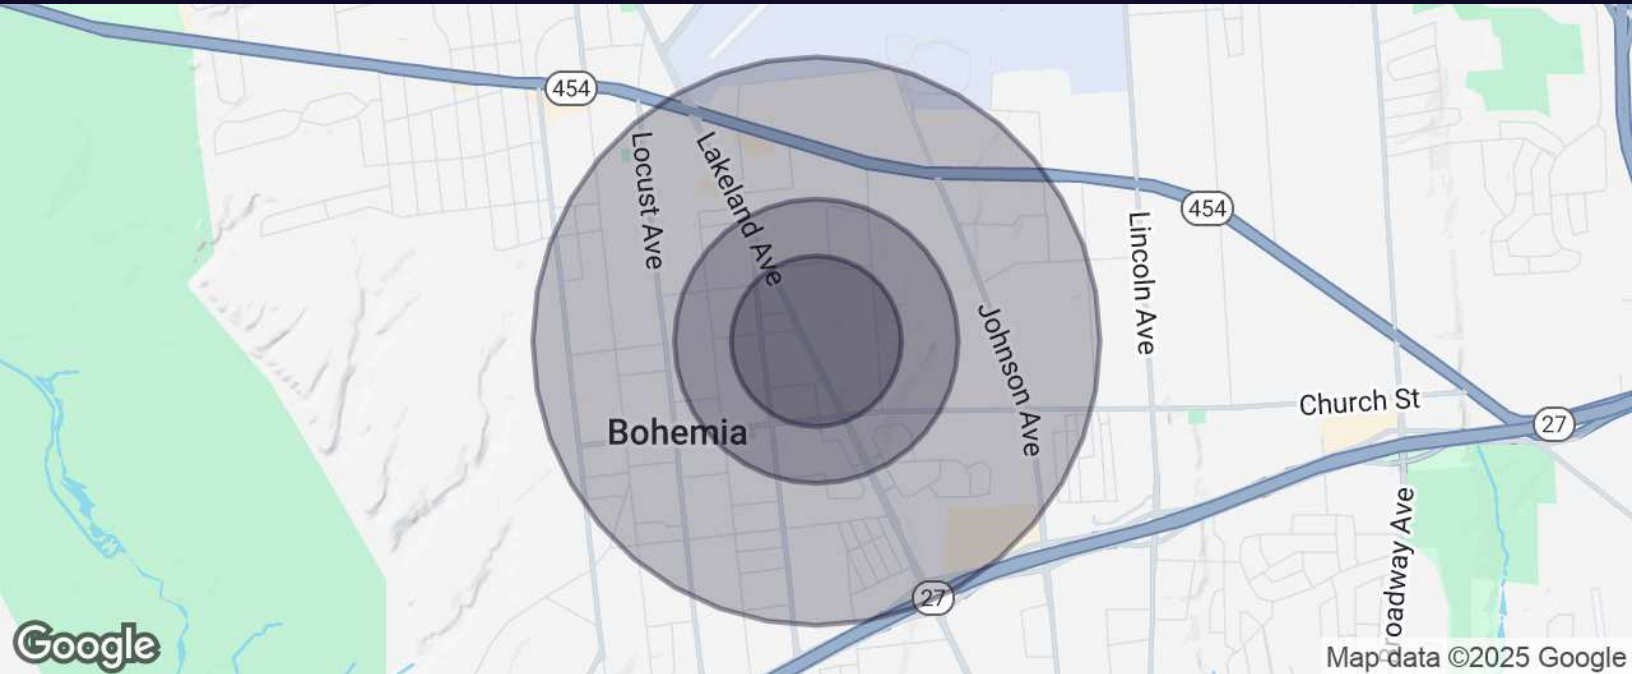 454
Locust Ave
Lakeland Ave
454
Lincoln Ave
Johnson Ave
Church St
Bohemia
27
Broadway Ave
27
Google
Map data ©2025 Google